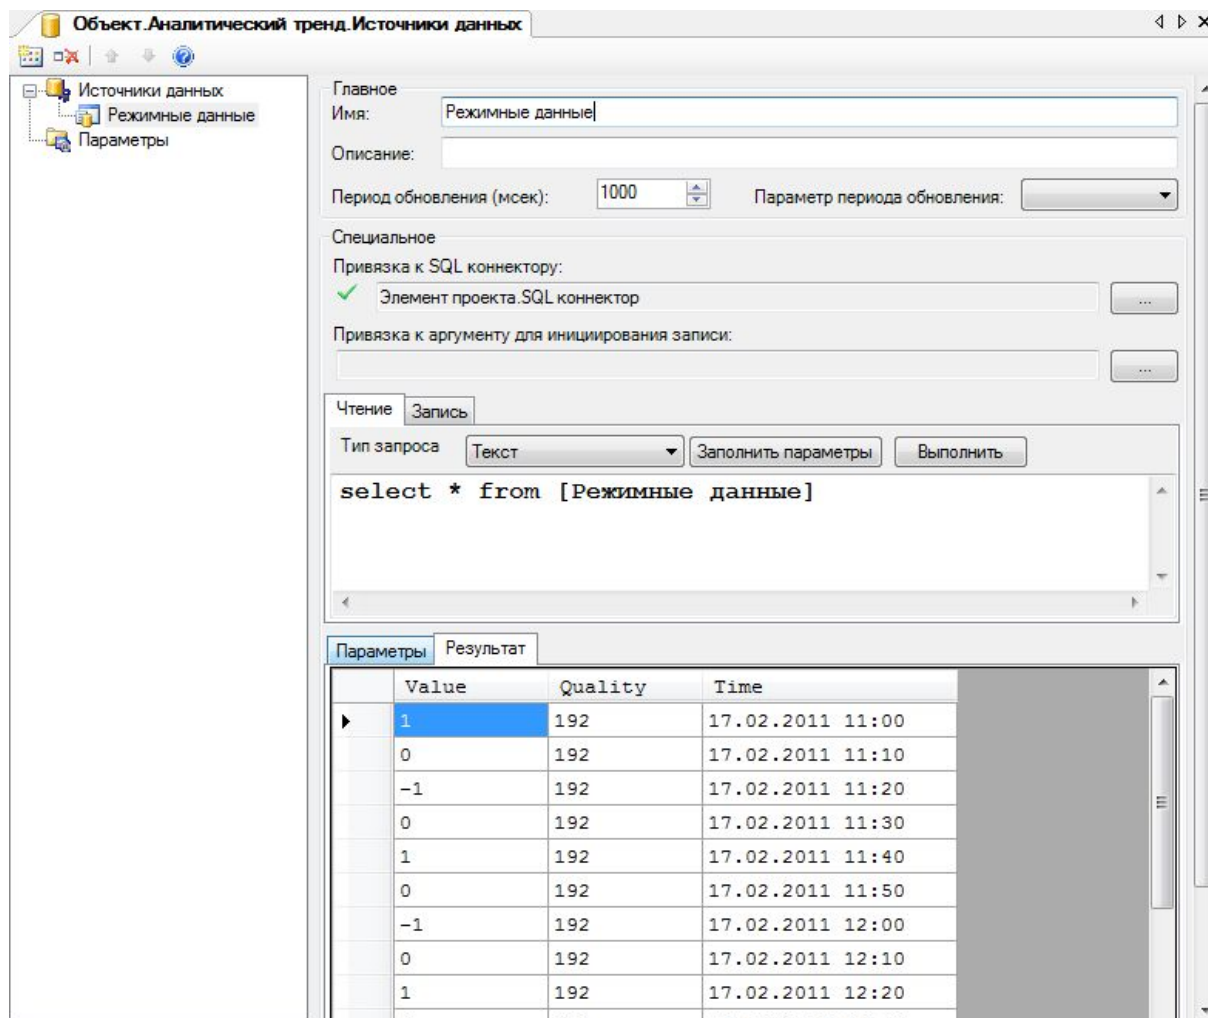 Объект.Аналитический тренд.Источники данных
Источники данных
Режимные данные
Параметры
Главное
Имя: Режимные данные
Описание:
Период обновления (мсек): 1000 Параметр периода обновления:
Специальное
Привязка к SQL коннектору:
Элемент проекта.SQL коннектор ...
Привязка к аргументу для инициирования записи:
...
Чтение Запись
Тип запроса Текст Заполнить параметры Выполнить
select * from [Режимные данные]
Параметры Результат
Value Quality Time
1 192 17.02.2011 11:00
0 192 17.02.2011 11:10
-1 192 17.02.2011 11:20
0 192 17.02.2011 11:30
1 192 17.02.2011 11:40
0 192 17.02.2011 11:50
-1 192 17.02.2011 12:00
0 192 17.02.2011 12:10
1 192 17.02.2011 12:20